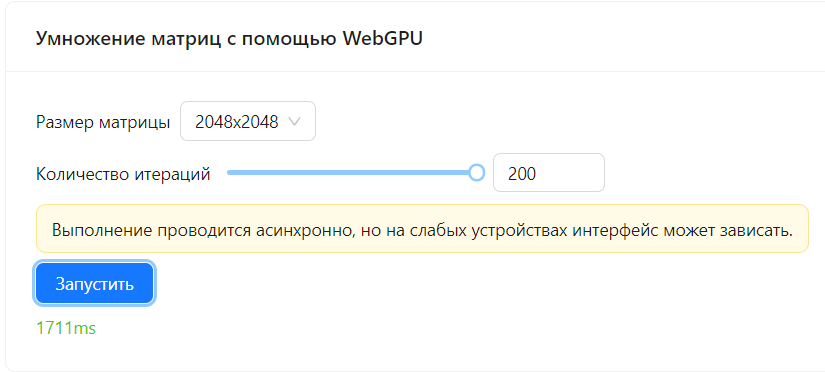 Умножение матриц с помощью WebGPU
Размер матрицы 2048x2048
Количество итераций 200
Выполнение проводится асинхронно, но на слабых устройствах интерфейс может зависать.
Запустить
1711ms